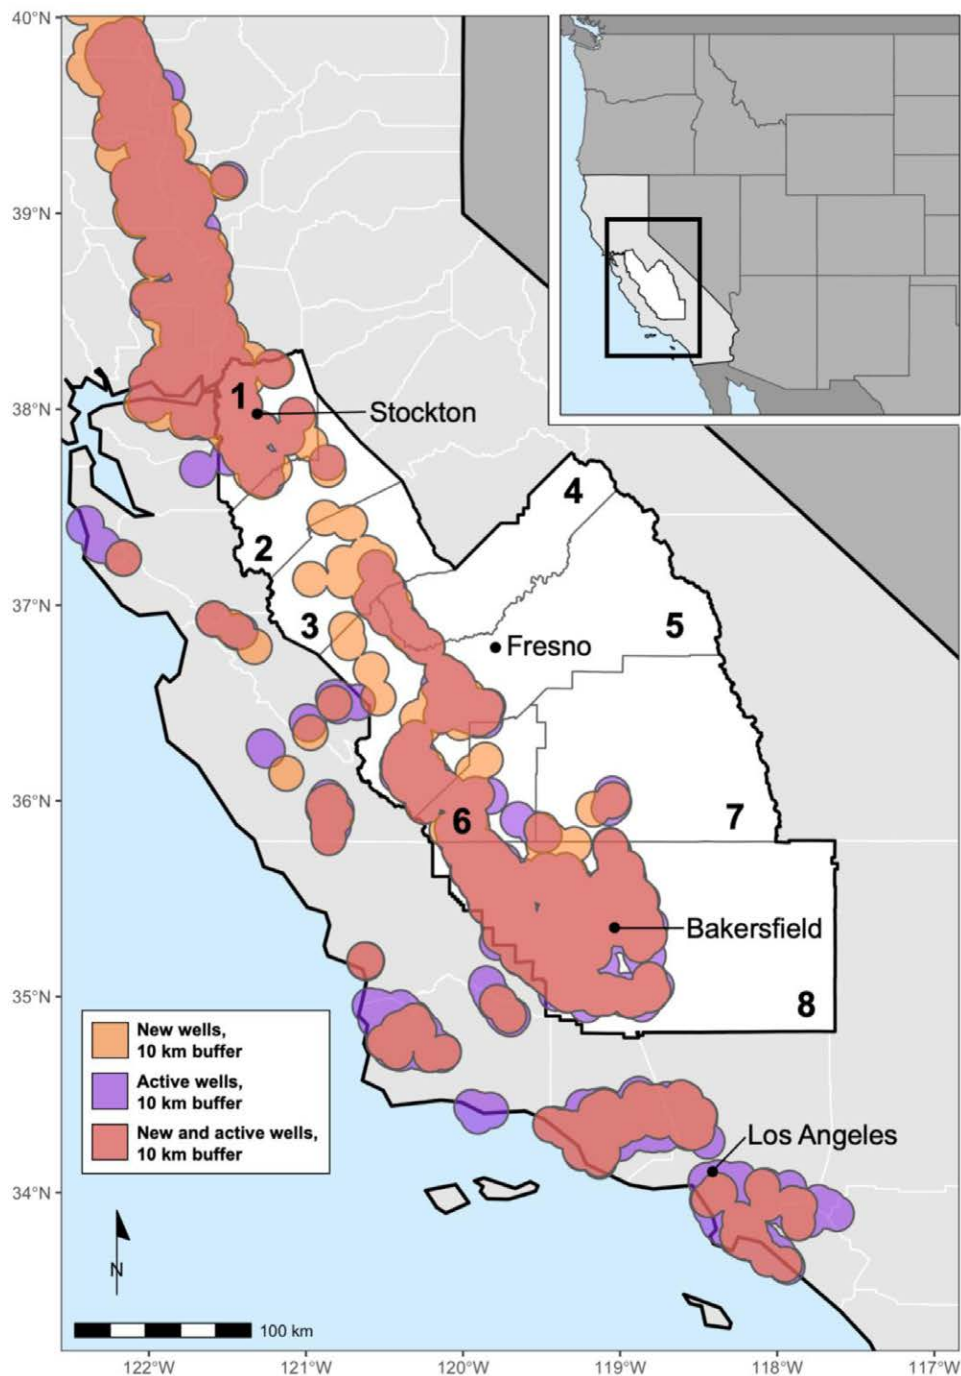 40°N
39°N
38°N
37°N
36°N
35°N
34°N
1
Stockton
2
3
4
5
Fresno
6
7
Bakersfield
8
New wells,
10 km buffer
Active wells,
10 km buffer
New and active wells,
10 km buffer
Los Angeles
N
100 km
122°W
121°W
120°W
119°W
118°W
117°W